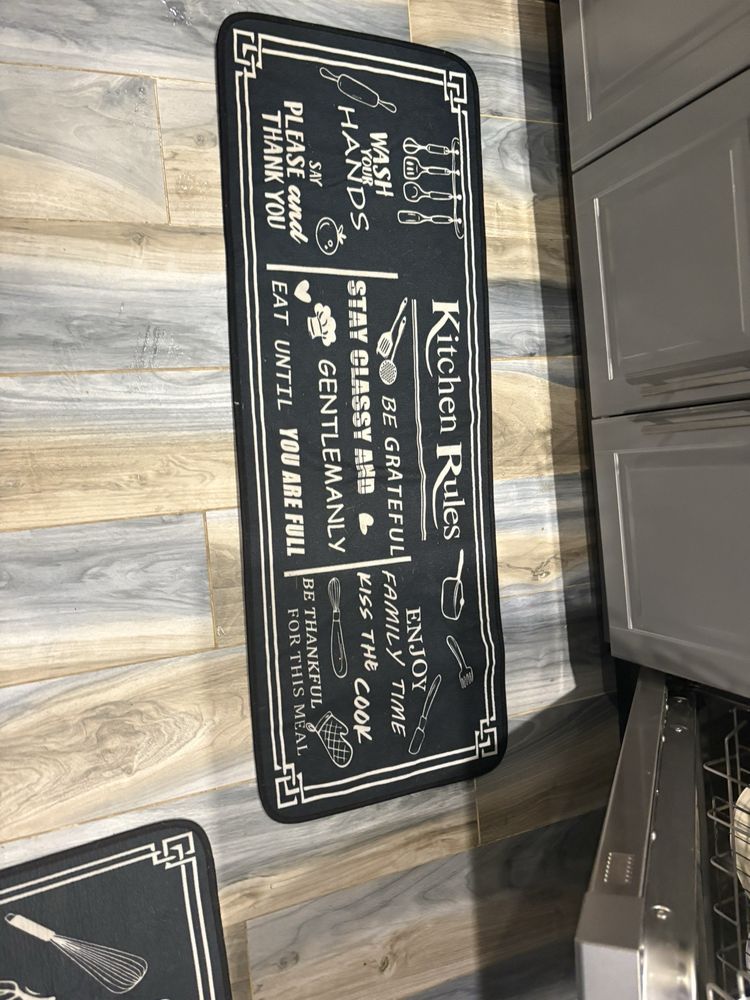 Kitchen Rules
WASH
YOUR
HANDS
SAY
PLEASE and
THANK YOU
BE GRATEFUL
STAY CLASSY AND
GENTLEMANLY
EAT UNTIL YOU ARE FULL
ENJOY
FAMILY TIME
KISS THE COOK
BE THANKFUL
FOR THIS MEAL